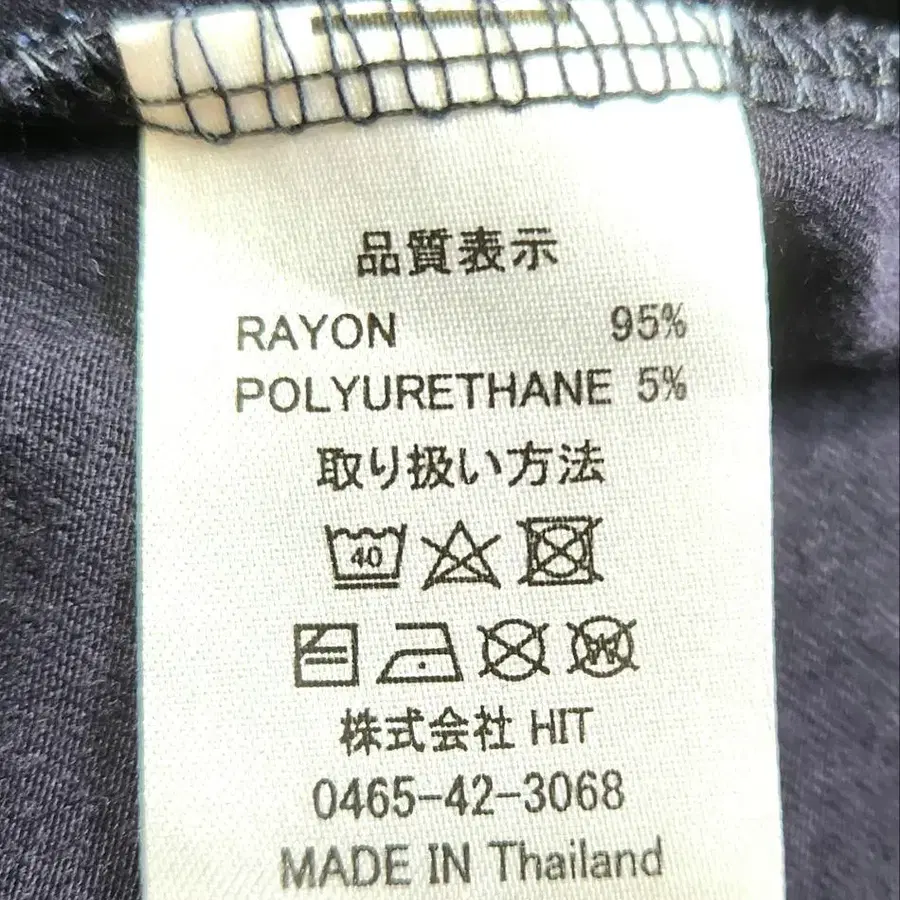 品質表示
RAYON 95%
POLYURETHANE 5%
取り扱い方法
40
W
株式会社 HIT
0465-42-3068
MADE IN Thailand